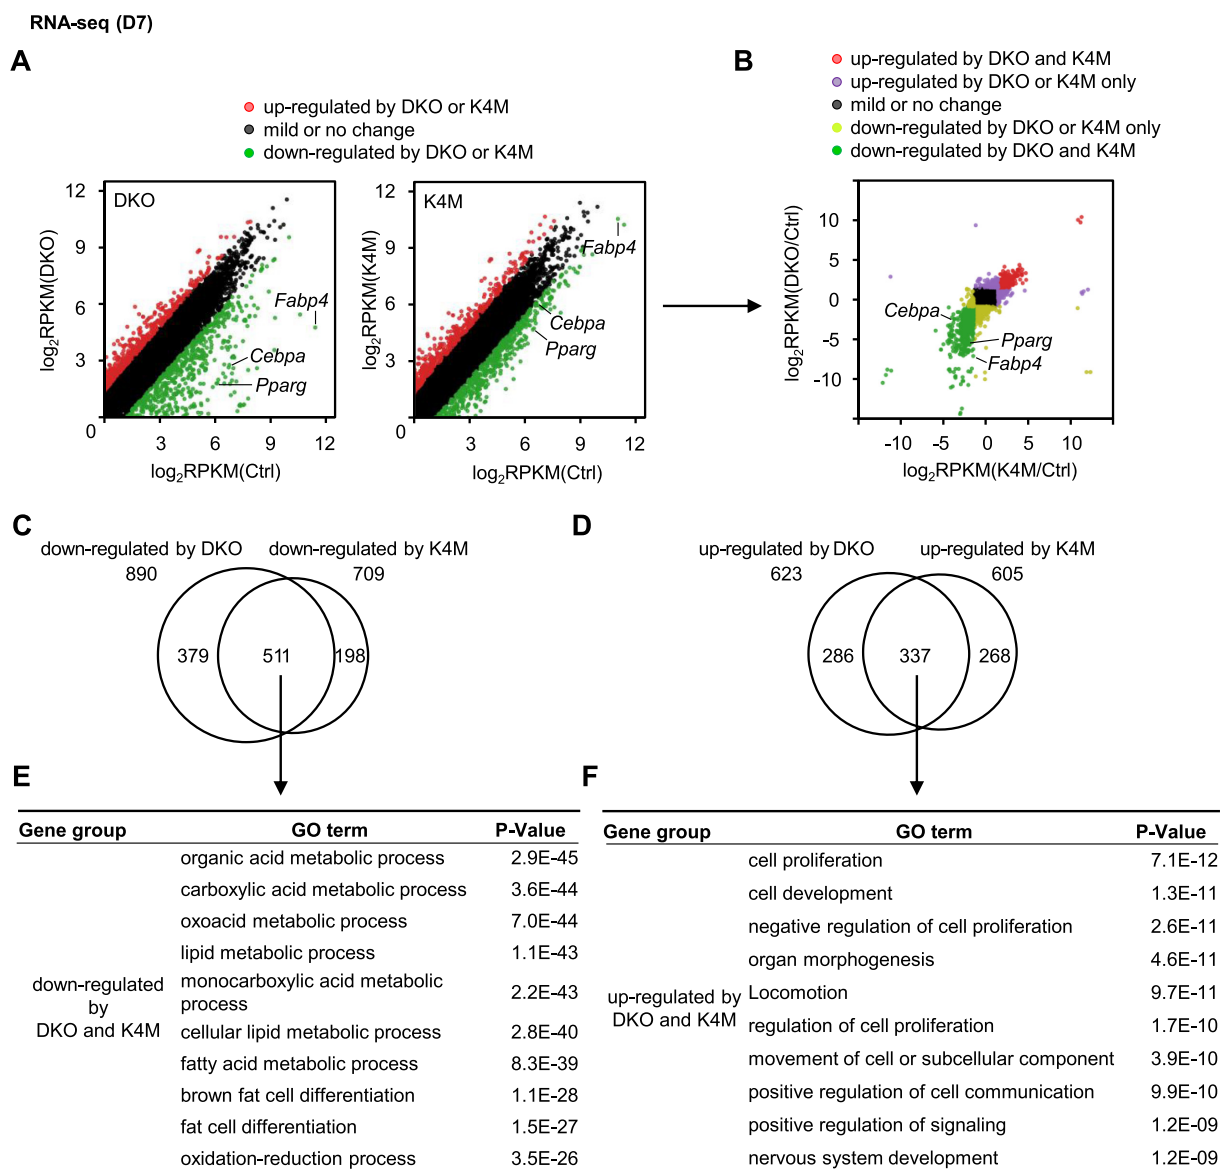 RNA-seq (D7)
A
up-regulated by DKO or K4M
mild or no change
down-regulated by DKO or K4M
12
9
6
3
0
3
6
9
12
DKO
Fabp4
Cebpa
Pparg
log2RPKM(DKO)
log2RPKM(Ctrl)
12
9
6
3
0
3
6
9
12
K4M
Fabp4
Cebpa
Pparg
log2RPKM(K4M)
log2RPKM(Ctrl)
B
up-regulated by DKO and K4M
up-regulated by DKO or K4M only
mild or no change
down-regulated by DKO or K4M only
down-regulated by DKO and K4M
10
5
0
-5
-10
-10
-5
0
5
10
Cebpa
Pparg
Fabp4
log2RPKM(DKO/Ctrl)
log2RPKM(K4M/Ctrl)
C
down-regulated by DKO
890
down-regulated by K4M
709
379
511
198
D
up-regulated by DKO
623
up-regulated by K4M
605
286
337
268
E
Gene group GO term P-Value
down-regulated
by
DKO and K4M
organic acid metabolic process 2.9E-45
carboxylic acid metabolic process 3.6E-44
oxoacid metabolic process 7.0E-44
lipid metabolic process 1.1E-43
monocarboxylic acid metabolic
process 2.2E-43
cellular lipid metabolic process 2.8E-40
fatty acid metabolic process 8.3E-39
brown fat cell differentiation 1.1E-28
fat cell differentiation 1.5E-27
oxidation-reduction process 3.5E-26
F
Gene group GO term P-Value
up-regulated by
DKO and K4M
cell proliferation 7.1E-12
cell development 1.3E-11
negative regulation of cell proliferation 2.6E-11
organ morphogenesis 4.6E-11
Locomotion 9.7E-11
regulation of cell proliferation 1.7E-10
movement of cell or subcellular component 3.9E-10
positive regulation of cell communication 9.9E-10
positive regulation of signaling 1.2E-09
nervous system development 1.2E-09